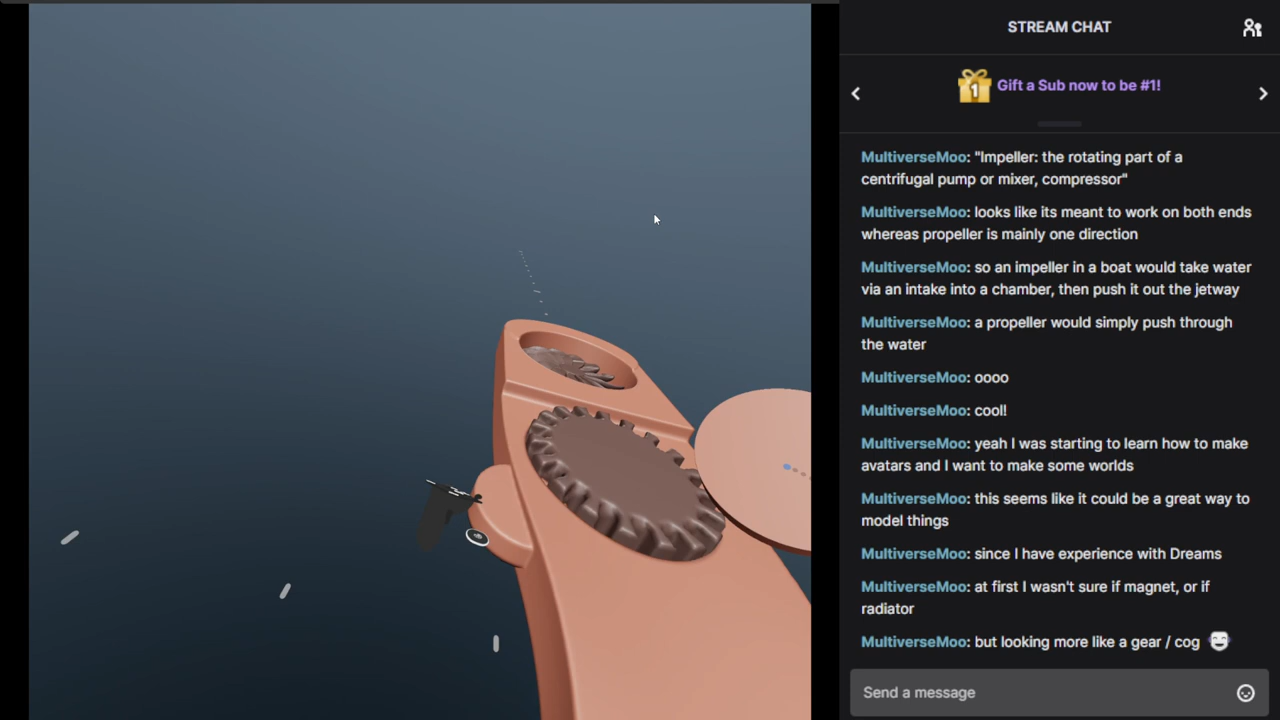 STREAM CHAT
1
Gift a Sub now to be #1!
MultiverseMoo: "Impeller: the rotating part of a
centrifugal pump or mixer, compressor"
MultiverseMoo: looks like its meant to work on both ends
whereas propeller is mainly one direction
MultiverseMoo: so an impeller in a boat would take water
via an intake into a chamber, then push it out the jetway
MultiverseMoo: a propeller would simply push through
the water
MultiverseMoo: oooo
MultiverseMoo: cool!
MultiverseMoo: yeah I was starting to learn how to make
avatars and I want to make some worlds
MultiverseMoo: this seems like it could be a great way to
model things
MultiverseMoo: since I have experience with Dreams
MultiverseMoo: at first I wasn't sure if magnet, or if
radiator
MultiverseMoo: but looking more like a gear / cog
Send a message